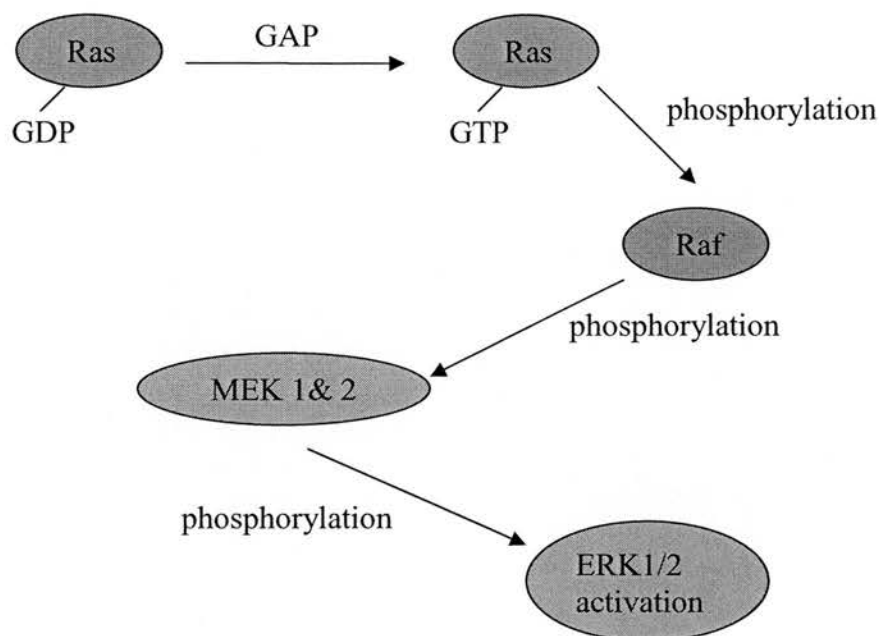 Ras
GAP
Ras
GDP
GTP
phosphorylation
Raf
phosphorylation
MEK 1& 2
phosphorylation
ERK1/2
activation